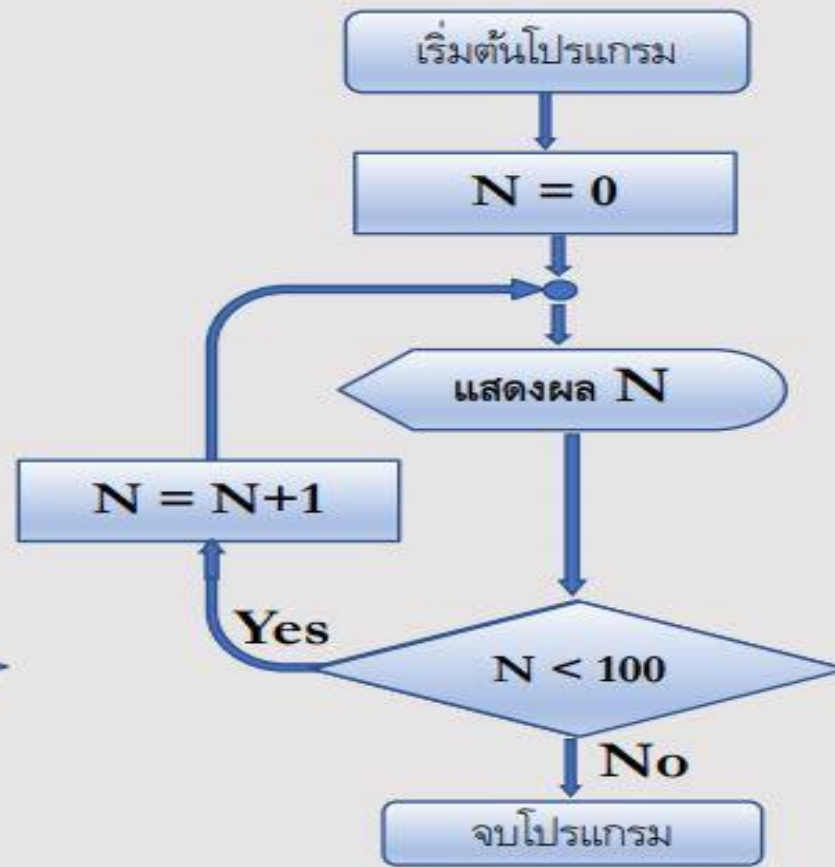 เริ่มต้นโปรแกรม
N = 0
แสดงผล N
N = N+1
Yes
N < 100
No
จบโปรแกรม